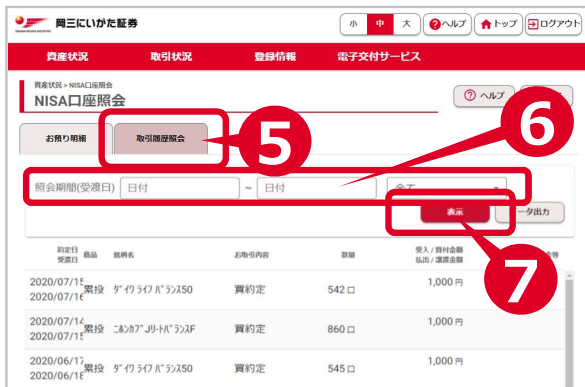 岡三にいがた証券
小 中 大 ?ヘルプ トップ ログアウト
資産状況 取引状況 登録情報 電子交付サービス
資産状況 > NISA口座照会
NISA口座照会
? ヘルプ
お預り明細 取引履歴照会
5
6
照会期間(受渡日) 日付 ~ 日付
表示 データ出力
7
約定日 商品 銘柄名 お取引内容 数量 受入 / 買付金額
受渡日 払出 / 譲渡金額
2020/07/15 累投 ﾀﾞｲﾜ ﾗｲﾌ ﾊﾞﾗﾝｽ50 買約定 542 口 1,000 円
2020/07/16
2020/07/14 累投 ﾆﾎﾝｶﾌﾞ JﾘｰﾄﾊﾞﾗﾝｽF 買約定 860 口 1,000 円
2020/07/15
2020/06/17 累投 ﾀﾞｲﾜ ﾗｲﾌ ﾊﾞﾗﾝｽ50 買約定 545 口 1,000 円
2020/06/18